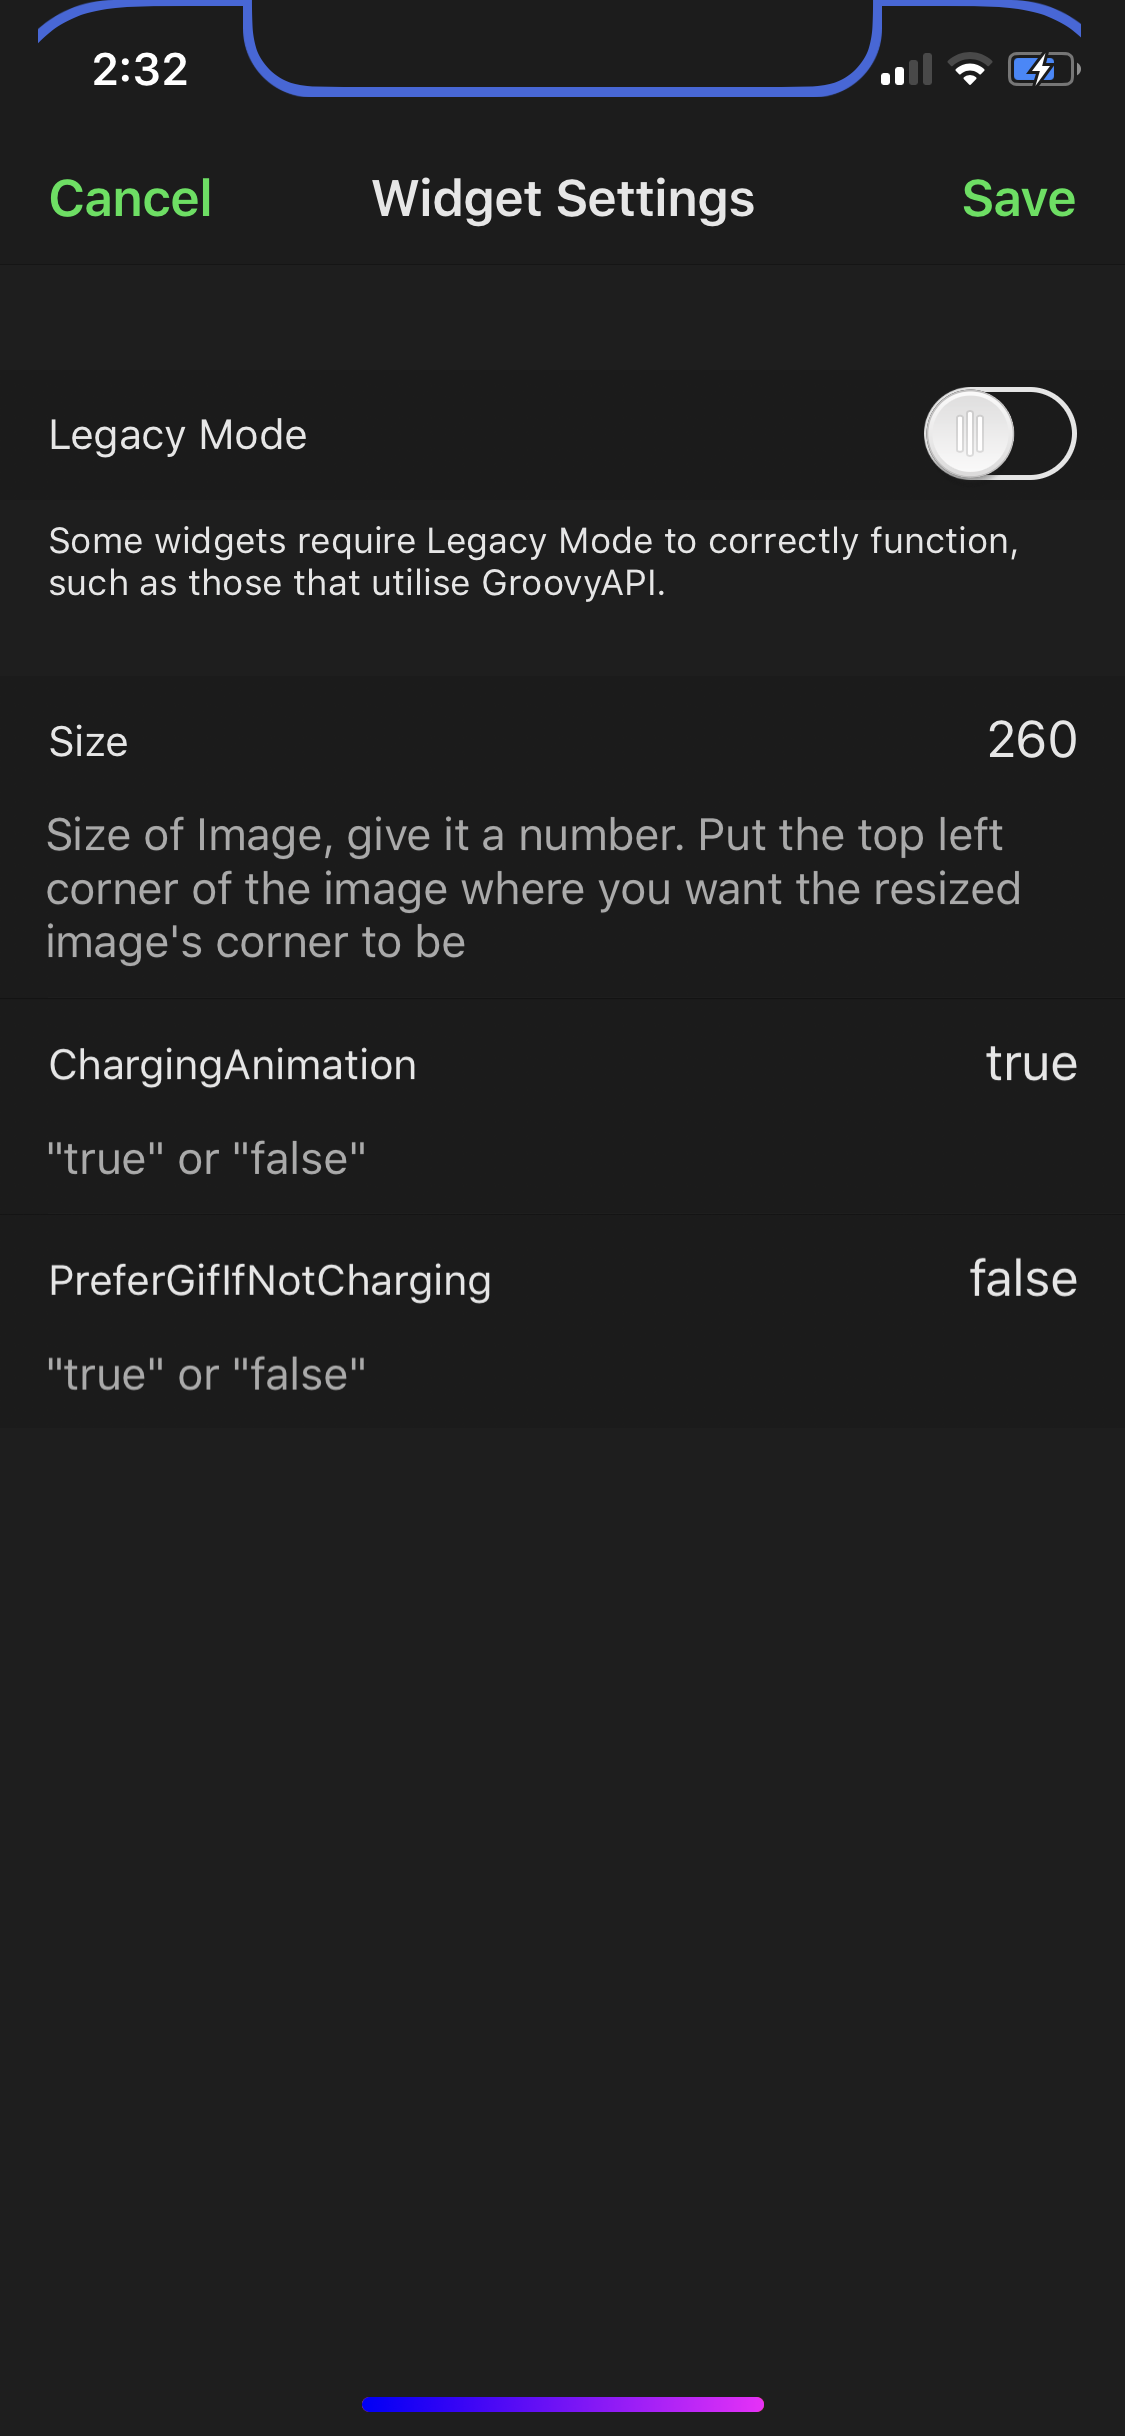 2:32
Cancel Widget Settings Save
Legacy Mode
Some widgets require Legacy Mode to correctly function,
such as those that utilise GroovyAPI.
Size 260
Size of Image, give it a number. Put the top left
corner of the image where you want the resized
image's corner to be
ChargingAnimation true
"true" or "false"
PreferGifIfNotCharging false
"true" or "false"